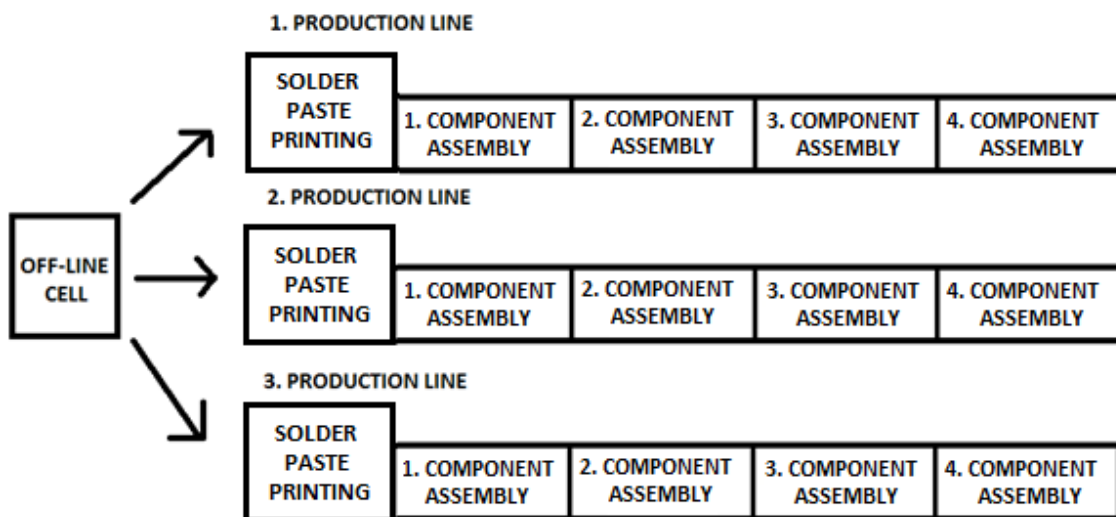 1. PRODUCTION LINE
SOLDER
PASTE
PRINTING
1. COMPONENT
ASSEMBLY
2. COMPONENT
ASSEMBLY
3. COMPONENT
ASSEMBLY
4. COMPONENT
ASSEMBLY
2. PRODUCTION LINE
OFF-LINE
CELL
SOLDER
PASTE
PRINTING
1. COMPONENT
ASSEMBLY
2. COMPONENT
ASSEMBLY
3. COMPONENT
ASSEMBLY
4. COMPONENT
ASSEMBLY
3. PRODUCTION LINE
SOLDER
PASTE
PRINTING
1. COMPONENT
ASSEMBLY
2. COMPONENT
ASSEMBLY
3. COMPONENT
ASSEMBLY
4. COMPONENT
ASSEMBLY